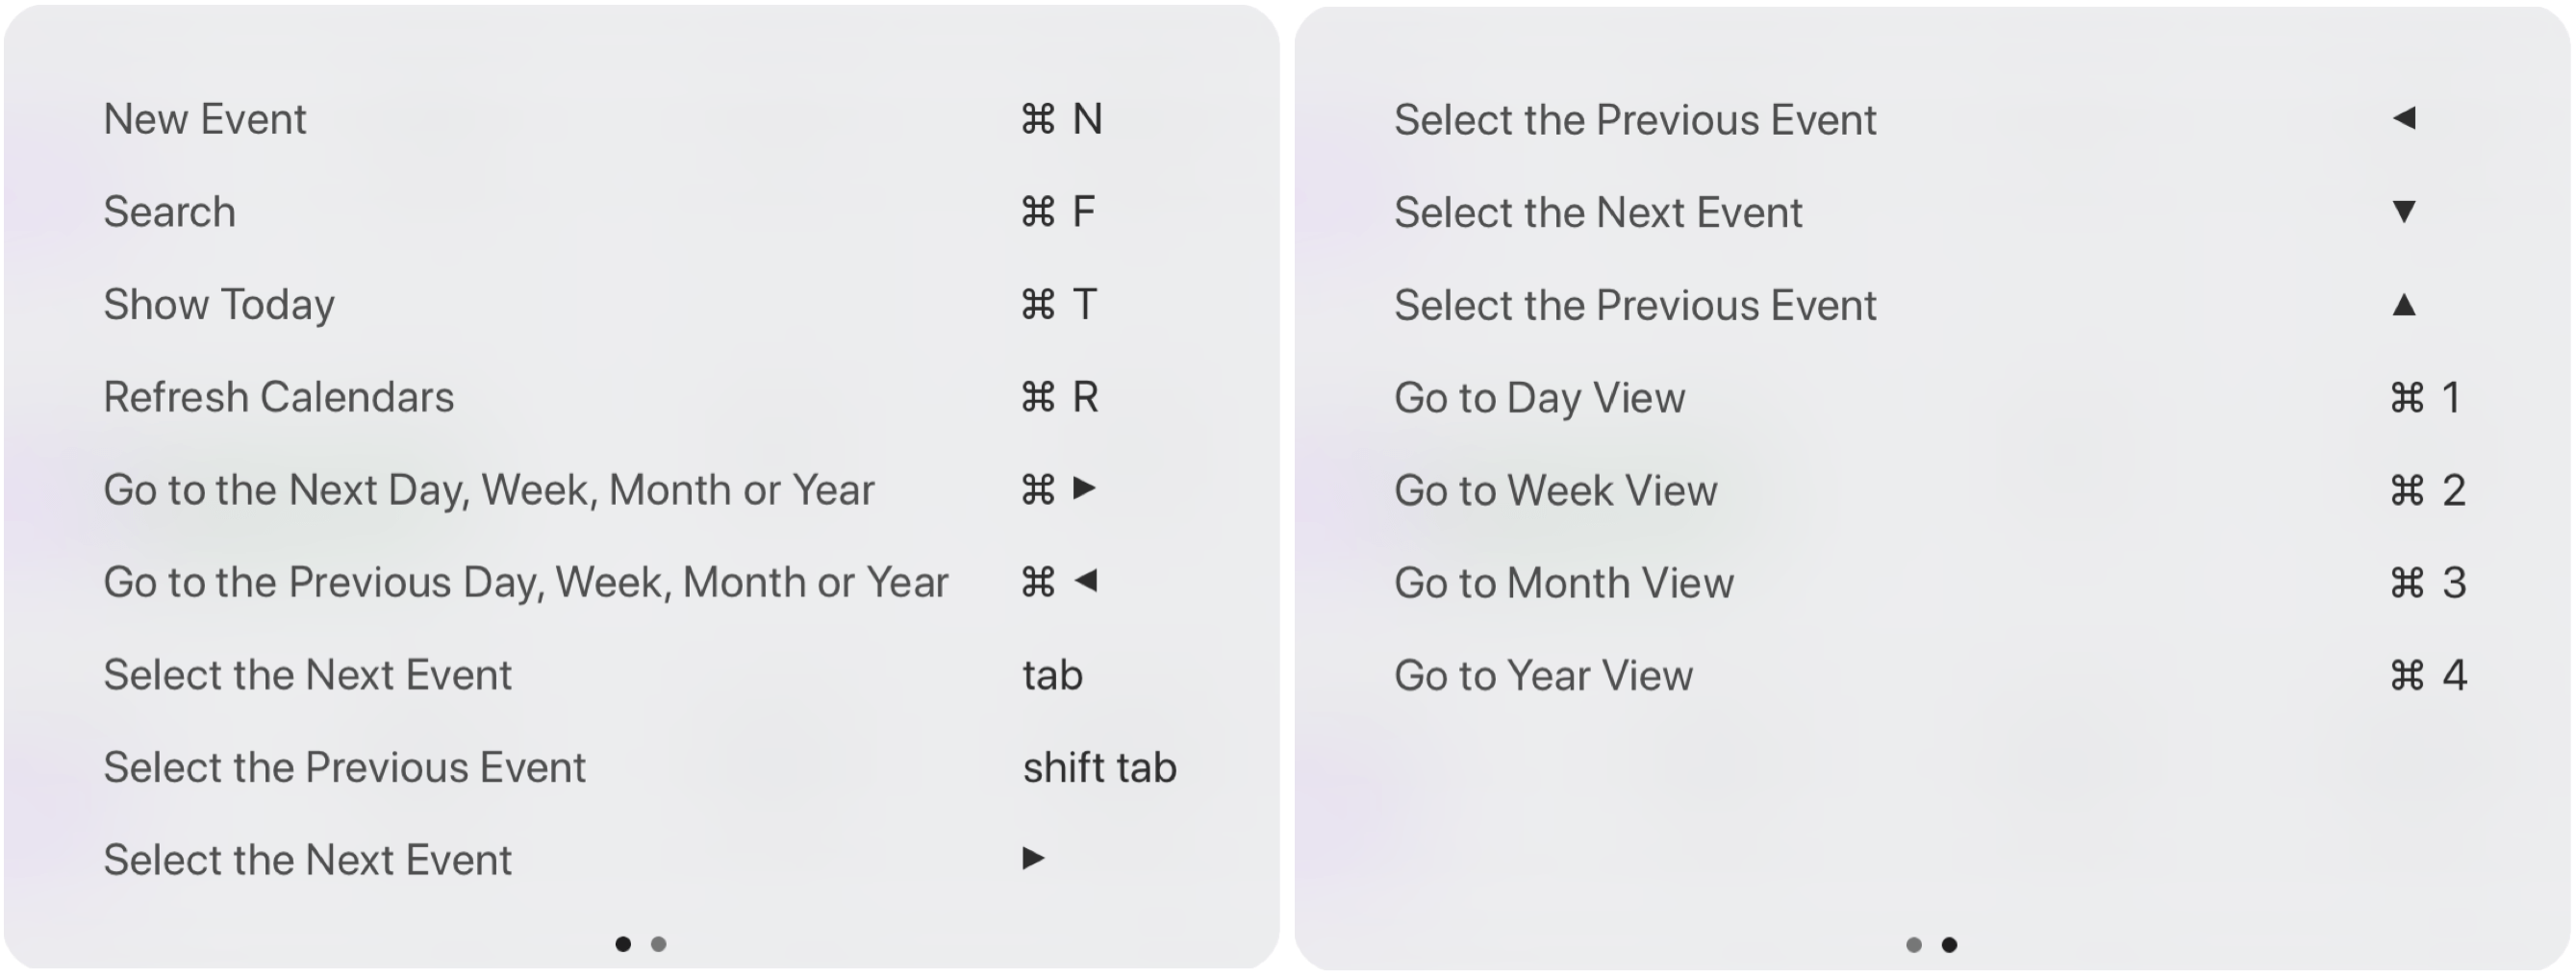 New Event ⌘ N
Search ⌘ F
Show Today ⌘ T
Refresh Calendars ⌘ R
Go to the Next Day, Week, Month or Year ⌘ ▶
Go to the Previous Day, Week, Month or Year ⌘ ◀
Select the Next Event tab
Select the Previous Event shift tab
Select the Next Event ▶
Select the Previous Event ◀
Select the Next Event ▼
Select the Previous Event ▲
Go to Day View ⌘ 1
Go to Week View ⌘ 2
Go to Month View ⌘ 3
Go to Year View ⌘ 4